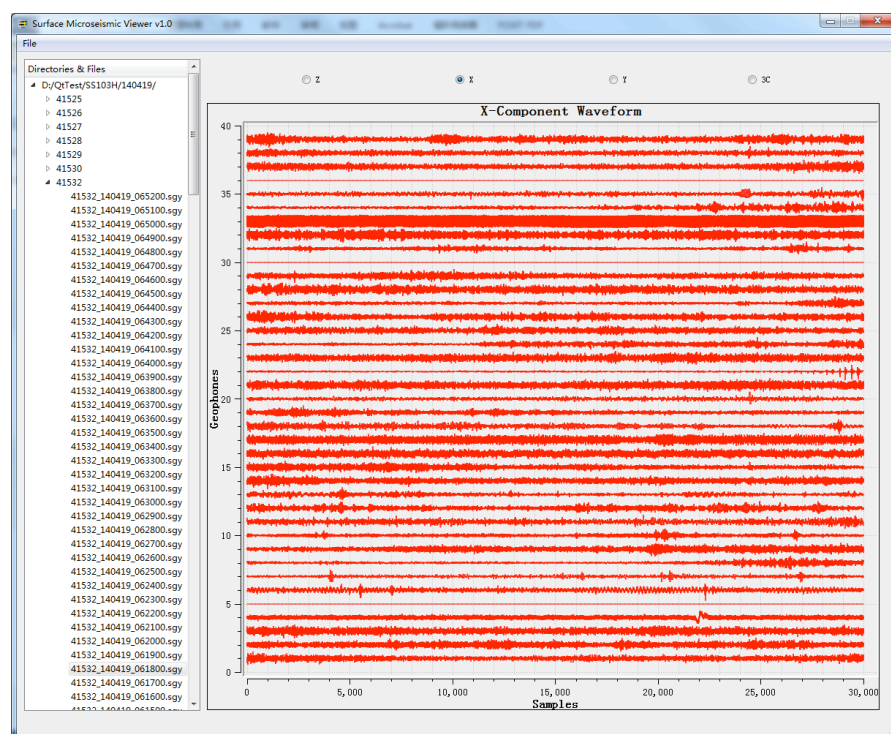 Surface Microseismic Viewer v1.0
File
Directories & Files
D:/QtTest/SS103H/140419/
41525
41526
41527
41528
41529
41530
41532
41532_140419_065200.sgy
41532_140419_065100.sgy
41532_140419_065000.sgy
41532_140419_064900.sgy
41532_140419_064800.sgy
41532_140419_064700.sgy
41532_140419_064600.sgy
41532_140419_064500.sgy
41532_140419_064400.sgy
41532_140419_064300.sgy
41532_140419_064200.sgy
41532_140419_064100.sgy
41532_140419_064000.sgy
41532_140419_063900.sgy
41532_140419_063800.sgy
41532_140419_063700.sgy
41532_140419_063600.sgy
41532_140419_063500.sgy
41532_140419_063400.sgy
41532_140419_063300.sgy
41532_140419_063200.sgy
41532_140419_063100.sgy
41532_140419_063000.sgy
41532_140419_062900.sgy
41532_140419_062800.sgy
41532_140419_062700.sgy
41532_140419_062600.sgy
41532_140419_062500.sgy
41532_140419_062400.sgy
41532_140419_062300.sgy
41532_140419_062200.sgy
41532_140419_062100.sgy
41532_140419_062000.sgy
41532_140419_061900.sgy
41532_140419_061800.sgy
41532_140419_061700.sgy
41532_140419_061600.sgy
Z X Y 3C
X-Component Waveform
40
35
30
25
20
15
10
5
0
Geophones
0 5,000 10,000 15,000 20,000 25,000 30,000
Samples